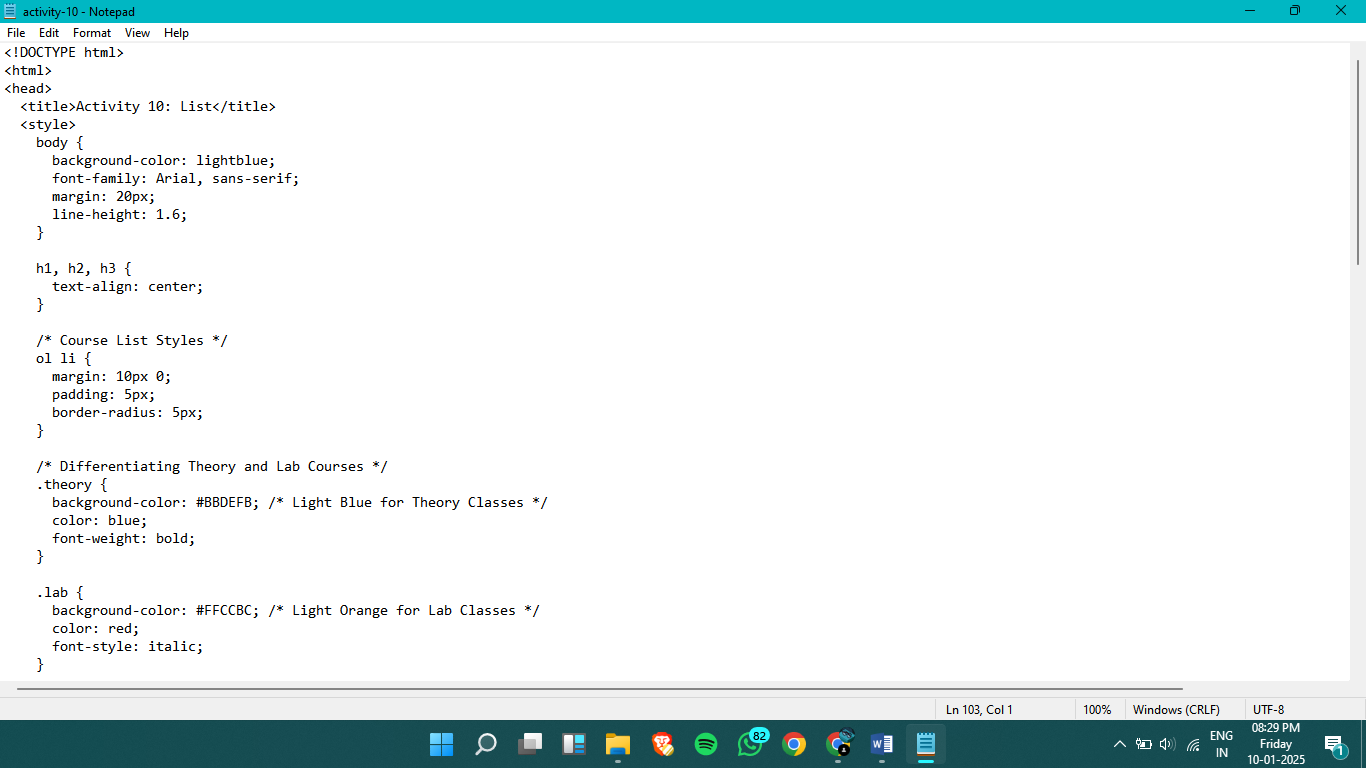 activity-10 - Notepad
File Edit Format View Help
<!DOCTYPE html>
<html>
<head>
  <title>Activity 10: List</title>
  <style>
    body {
      background-color: lightblue;
      font-family: Arial, sans-serif;
      margin: 20px;
      line-height: 1.6;
    }

    h1, h2, h3 {
      text-align: center;
    }

    /* Course List Styles */
    ol li {
      margin: 10px 0;
      padding: 5px;
      border-radius: 5px;
    }

    /* Differentiating Theory and Lab Courses */
    .theory {
      background-color: #BBDEFB; /* Light Blue for Theory Classes */
      color: blue;
      font-weight: bold;
    }

    .lab {
      background-color: #FFCCBC; /* Light Orange for Lab Classes */
      color: red;
      font-style: italic;
    }
Ln 103, Col 1 100% Windows (CRLF) UTF-8
82
ENG
IN
08:29 PM
Friday
10-01-2025
1